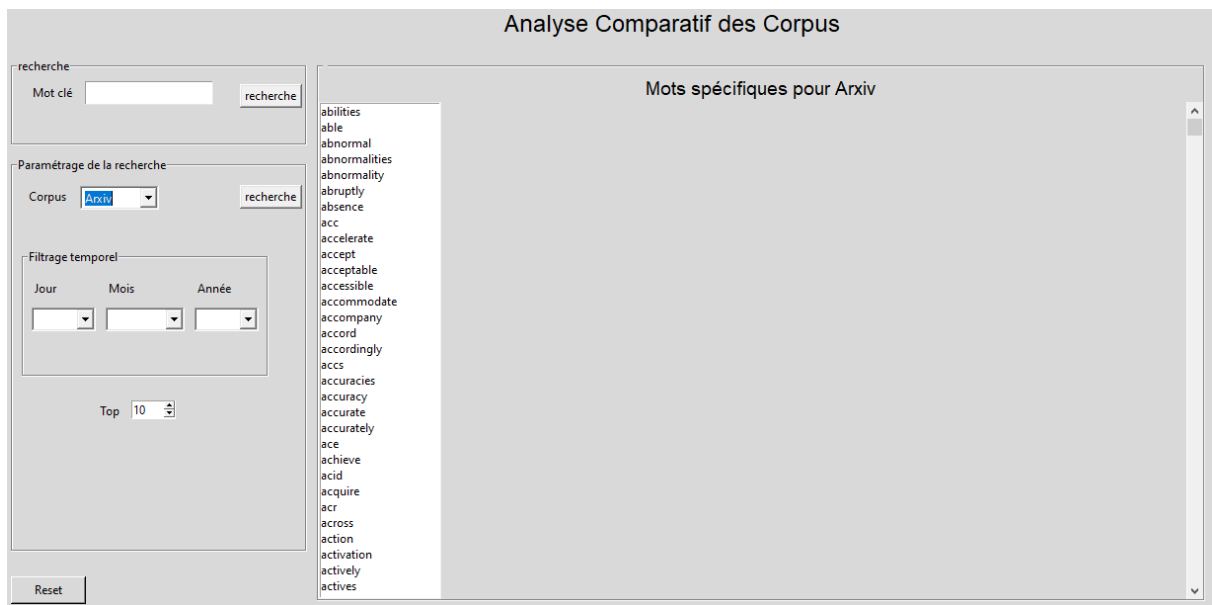 Analyse Comparatif des Corpus
recherche
Mot clé
recherche
Paramétrage de la recherche
Corpus
Arxiv
recherche
Filtrage temporel
Jour
Mois
Année
Top
10
Reset
Mots spécifiques pour Arxiv
abilities
able
abnormal
abnormalities
abnormality
abruptly
absence
acc
accelerate
accept
acceptable
accessible
accommodate
accompany
accord
accordingly
accs
accuracies
accuracy
accurate
accurately
ace
achieve
acid
acquire
acr
across
action
activation
actively
actives